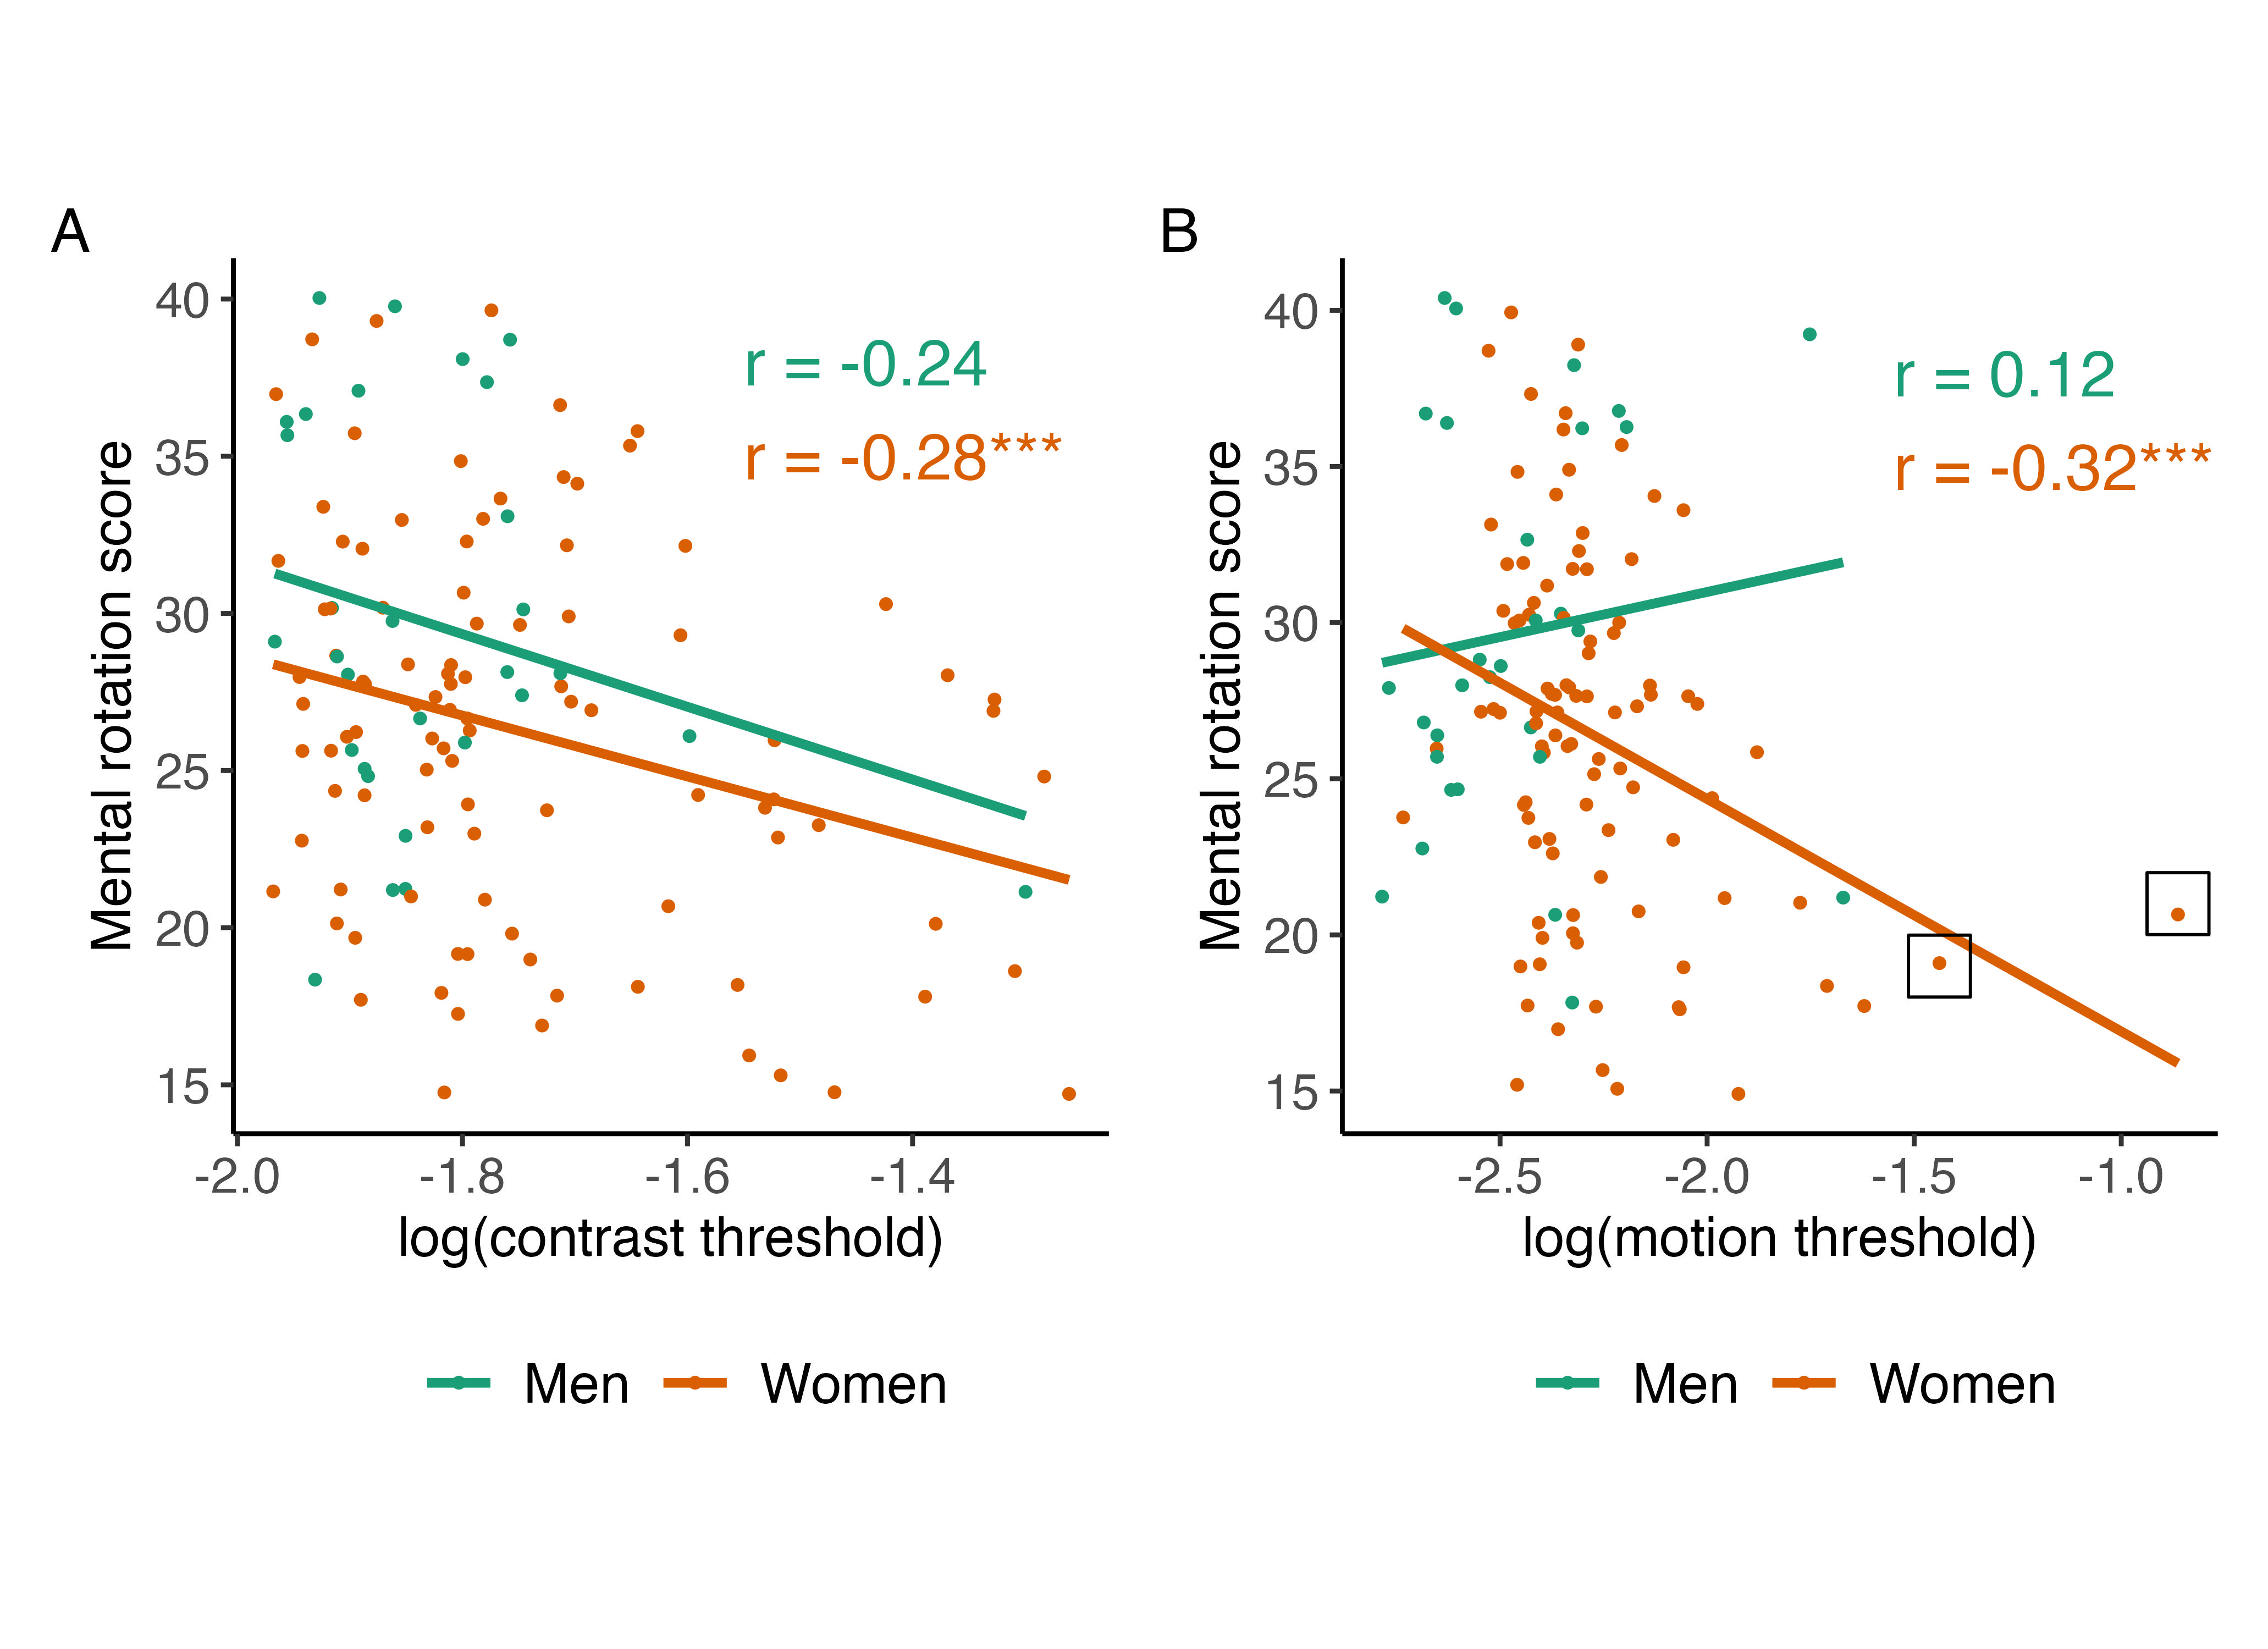 A
Mental rotation score
40
35
30
25
20
15
r = -0.24
r = -0.28***
-2.0 -1.8 -1.6 -1.4
log(contrast threshold)
Men Women
B
Mental rotation score
40
35
30
25
20
15
r = 0.12
r = -0.32***
-2.5 -2.0 -1.5 -1.0
log(motion threshold)
Men Women